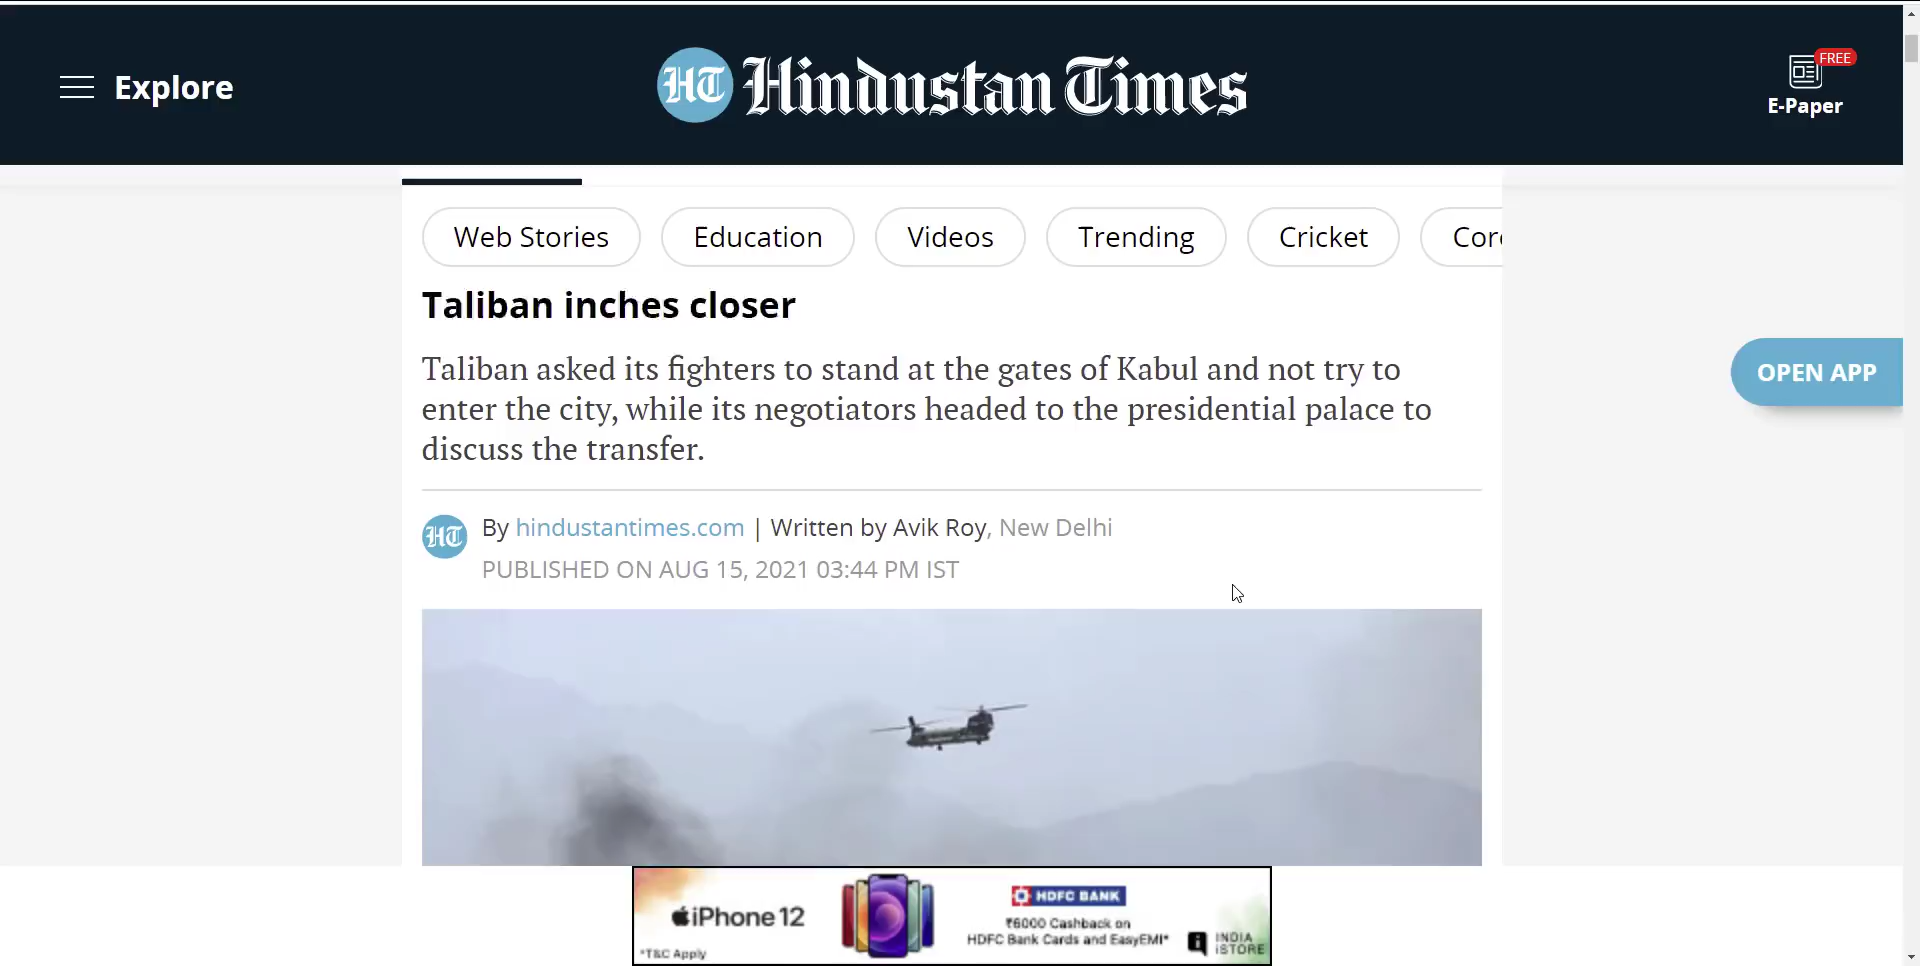 Explore
HT Hindustan Times
FREE
E-Paper
Web Stories
Education
Videos
Trending
Cricket
Cor
Taliban inches closer
Taliban asked its fighters to stand at the gates of Kabul and not try to
enter the city, while its negotiators headed to the presidential palace to
discuss the transfer.
OPEN APP
HT
By hindustantimes.com | Written by Avik Roy, New Delhi
PUBLISHED ON AUG 15, 2021 03:44 PM IST
iPhone 12
*T&C Apply
HDFC BANK
₹6000 Cashback on
HDFC Bank Cards and EasyEMI*
INDIA
iSTORE